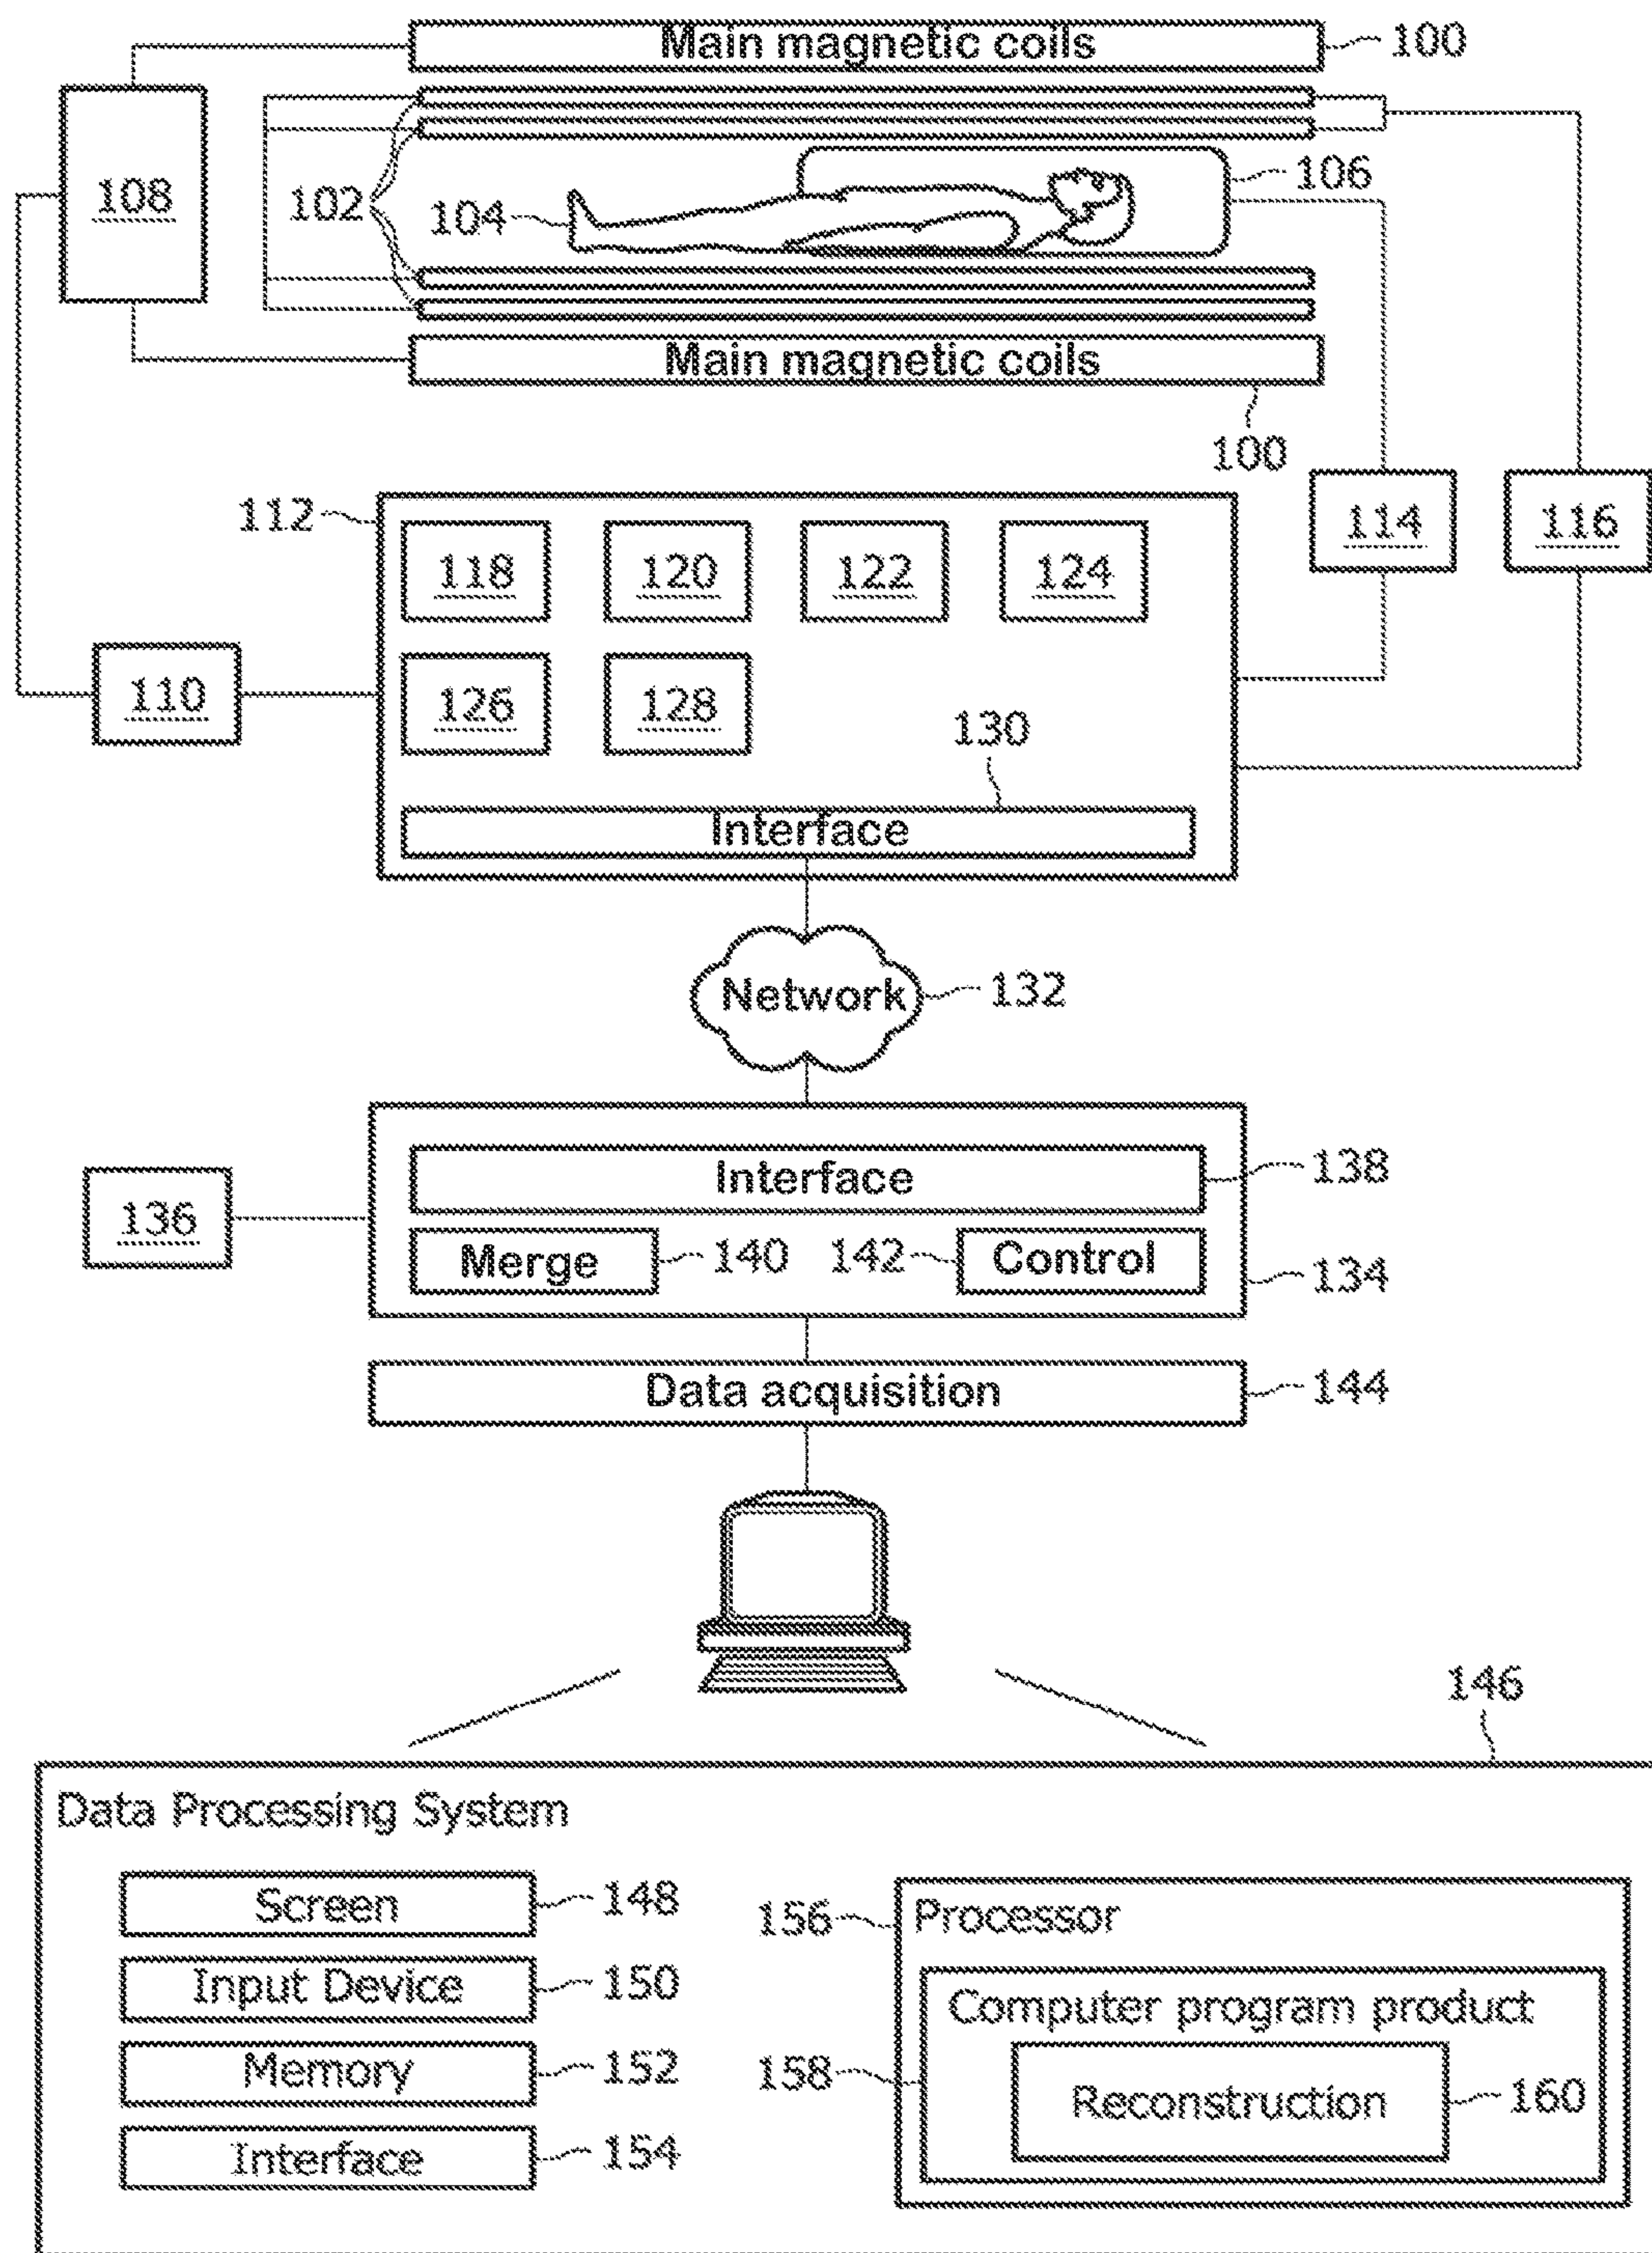 Main magnetic coils 100
108
102
104
106
Main magnetic coils
100
112
114
116
118 120 122 124
110
126 128
130
Interface
Network 132
Interface 138
136
Merge 140 142 Control
134
Data acquisition 144
146
Data Processing System
Screen 148
Input Device 150
Memory 152
Interface 154
156 Processor
Computer program product
158
Reconstruction 160